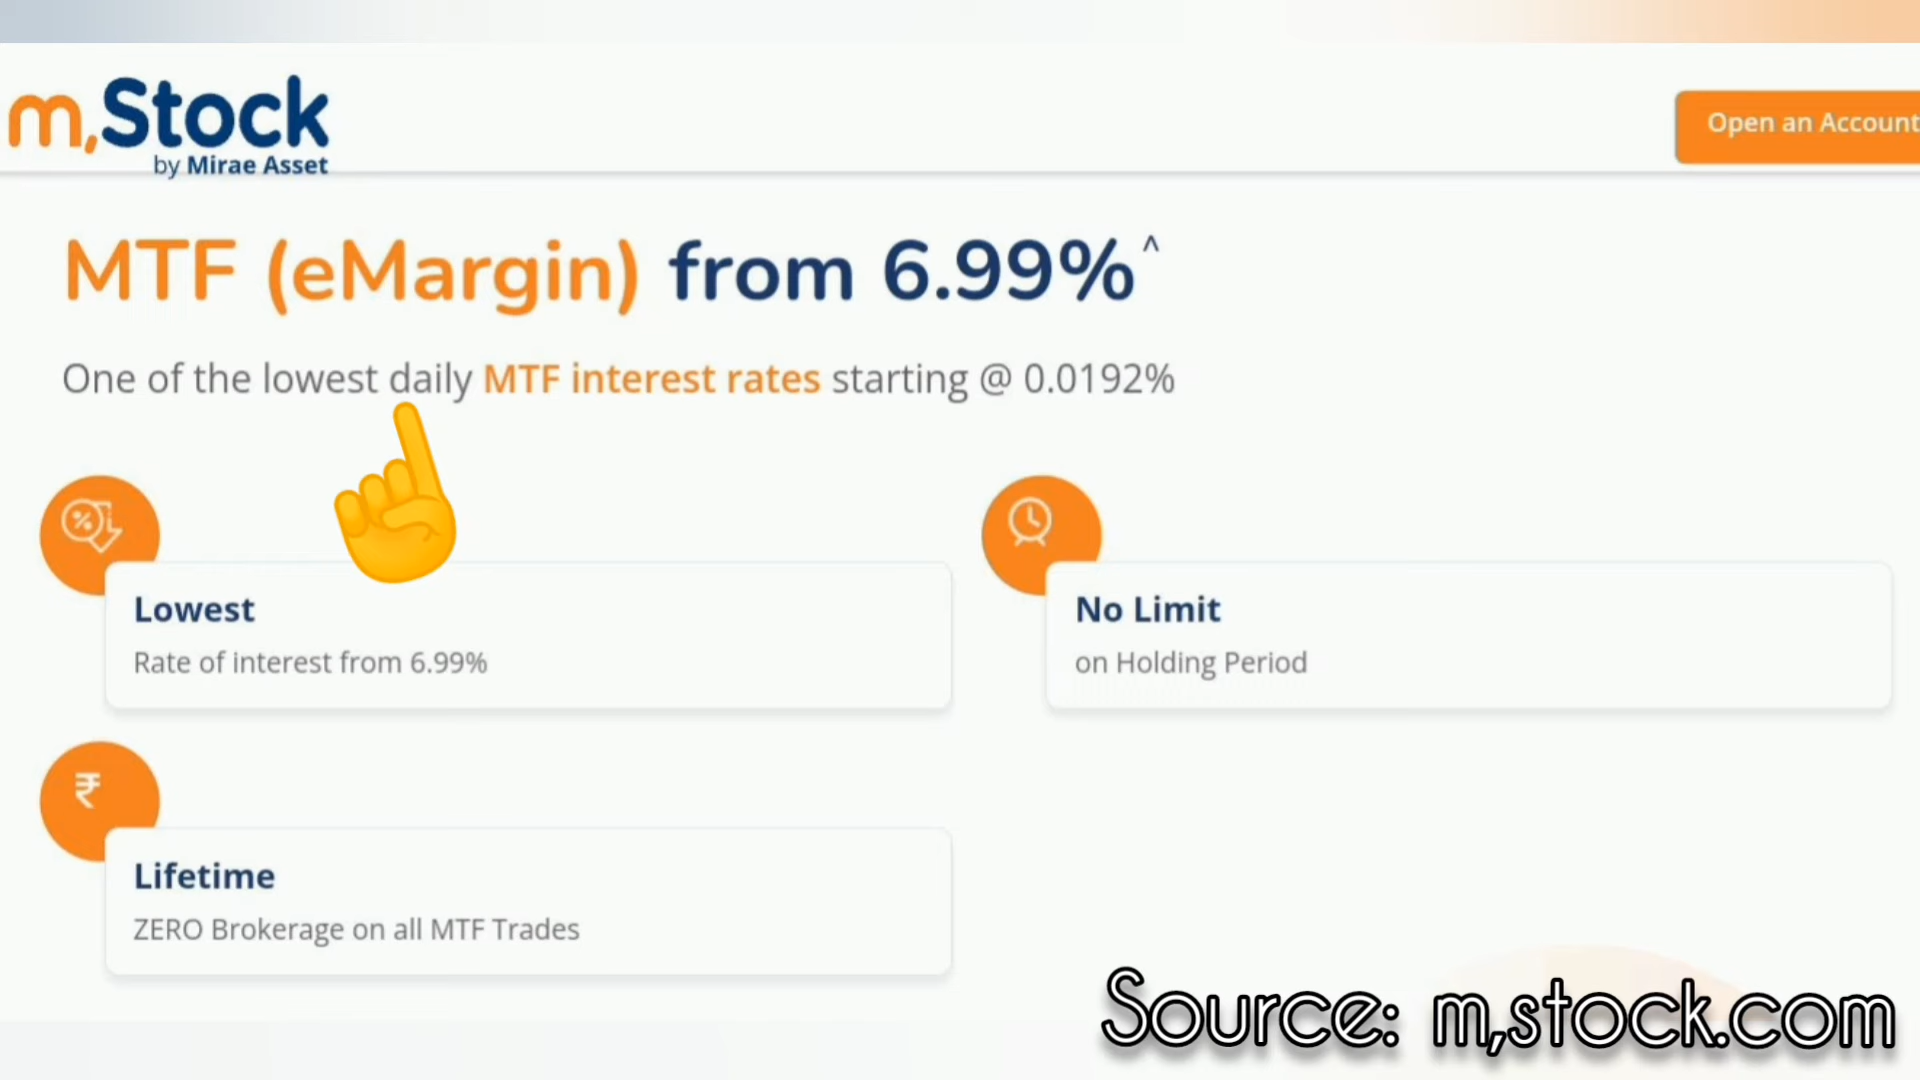 m,Stock
by Mirae Asset
Open an Account
MTF (eMargin) from 6.99%^
One of the lowest daily MTF interest rates starting @ 0.0192%
Lowest
Rate of interest from 6.99%
No Limit
on Holding Period
₹
Lifetime
ZERO Brokerage on all MTF Trades
Source: m,stock.com